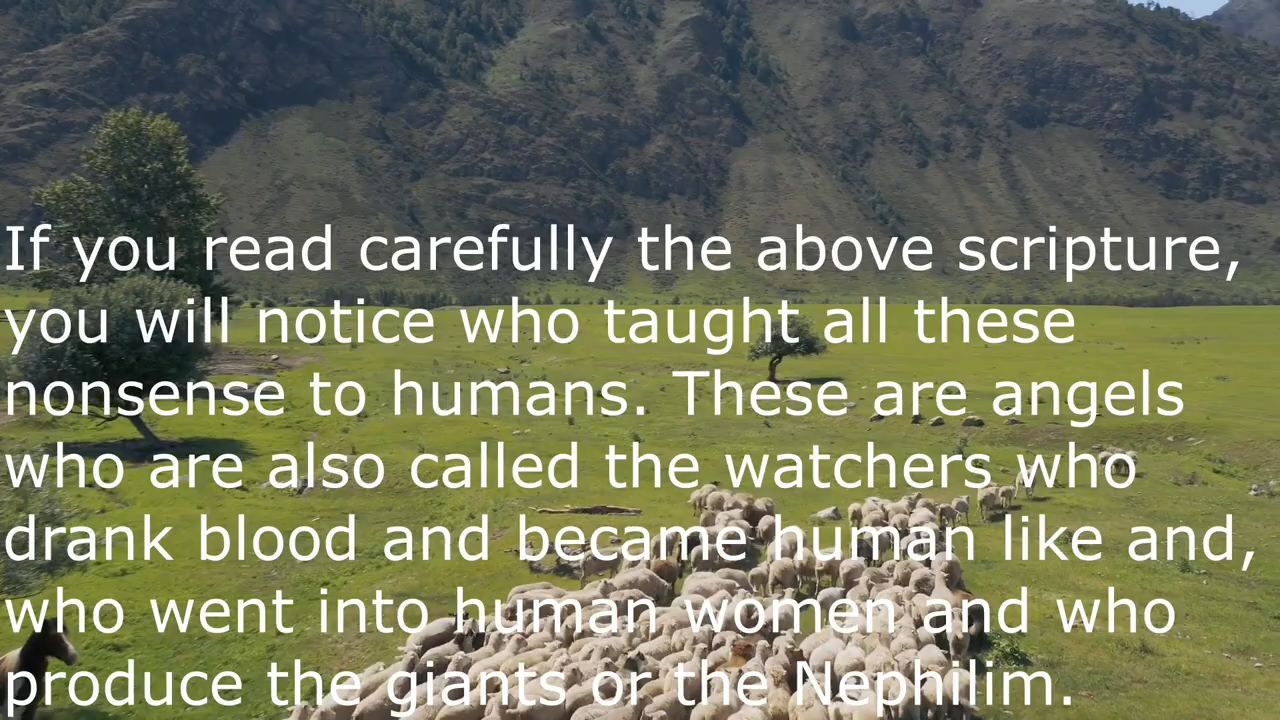 If you read carefully the above scripture,
you will notice who taught all these
nonsense to humans. These are angels
who are also called the watchers who
drank blood and became human like and,
who went into human women and who
produce the giants or the Nephilim.